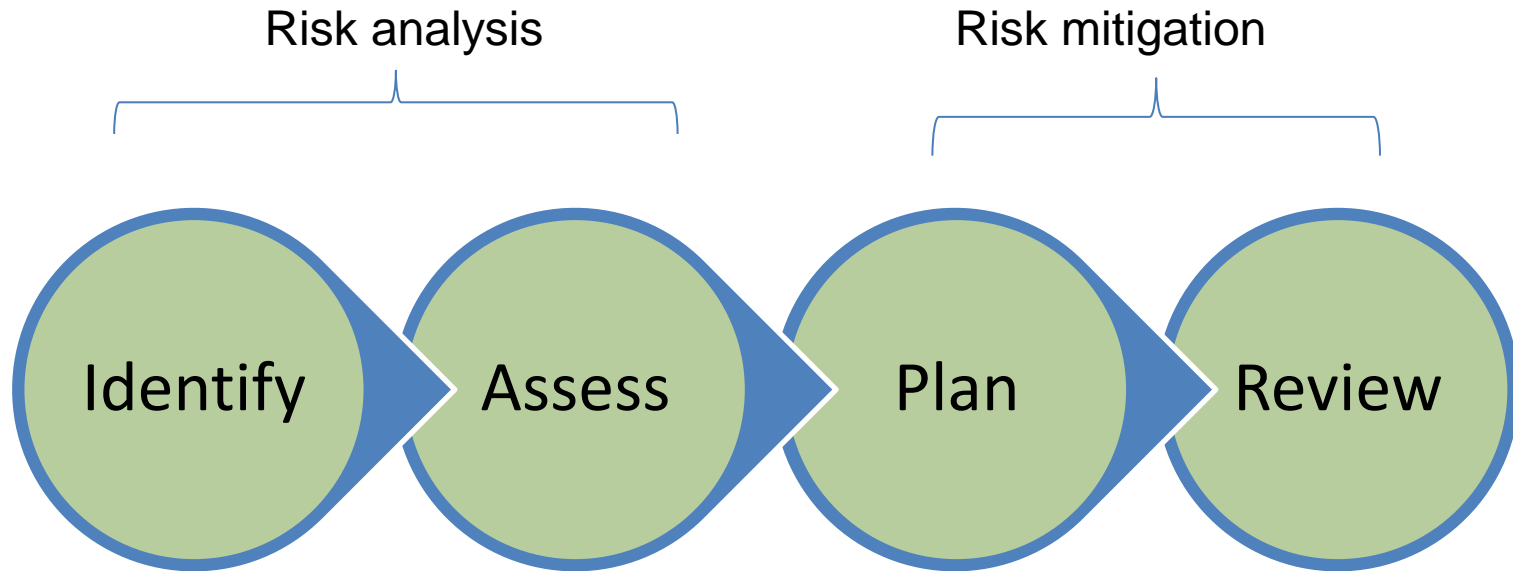 Risk analysis
Risk mitigation
Identify
Assess
Plan
Review